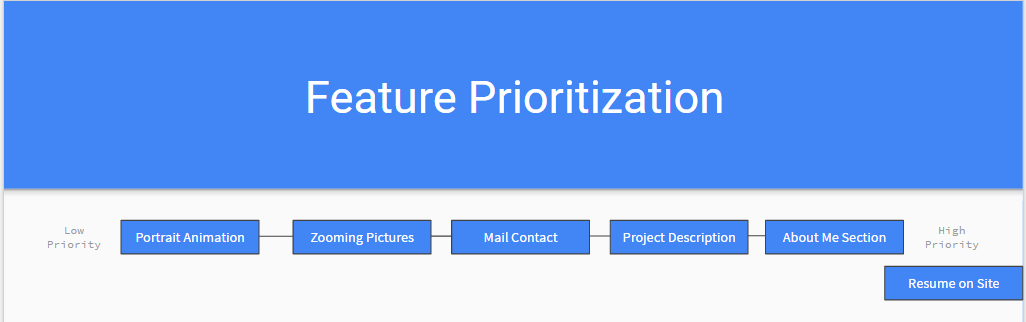 Feature Prioritization
Low
Priority
Portrait Animation
Zooming Pictures
Mail Contact
Project Description
About Me Section
High
Priority
Resume on Site